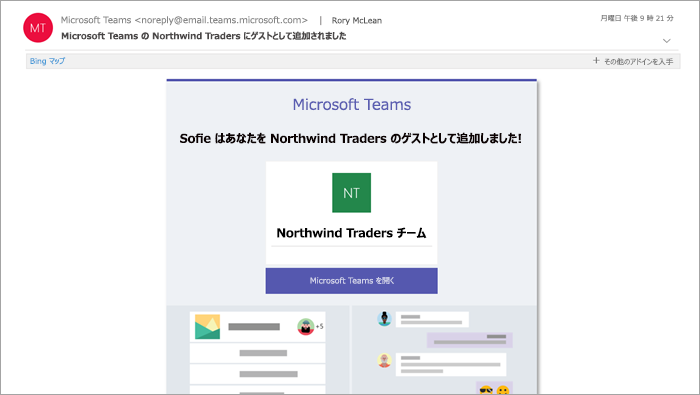 MT
Microsoft Teams <noreply@email.teams.microsoft.com> | Rory McLean
月曜日 午後 9 時 21 分
Microsoft Teams の Northwind Traders にゲストとして追加されました
Bing マップ
+ その他のアドインを入手
Microsoft Teams
Sofie はあなたを Northwind Traders のゲストとして追加しました!
NT
Northwind Traders チーム
Microsoft Teams を開く
+5